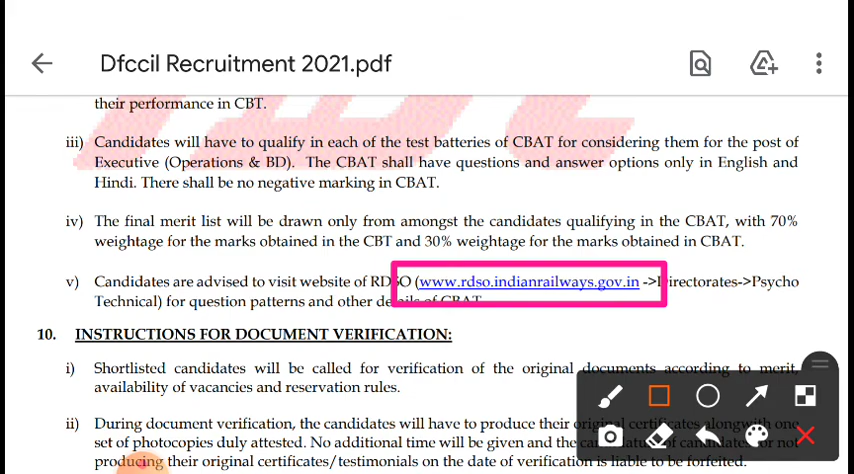 Dfccil Recruitment 2021.pdf
their performance in CBT.
iii) Candidates will have to qualify in each of the test batteries of CBAT for considering them for the post of
Executive (Operations & BD). The CBAT shall have questions and answer options only in English and
Hindi. There shall be no negative marking in CBAT.
iv) The final merit list will be drawn only from amongst the candidates qualifying in the CBAT, with 70%
weightage for the marks obtained in the CBT and 30% weightage for the marks obtained in CBAT.
v) Candidates are advised to visit website of RDSO (www.rdso.indianrailways.gov.in ->Directorates->Psycho
Technical) for question patterns and other details of CBAT
10. INSTRUCTIONS FOR DOCUMENT VERIFICATION:
i) Shortlisted candidates will be called for verification of the original documents according to merit,
availability of vacancies and reservation rules.
ii) During document verification, the candidates will have to produce their original certificates alongwith one
set of photocopies duly attested. No additional time will be given and the candidature of candidates for not
producing their original certificates/testimonials on the date of verification is liable to be forfeited.